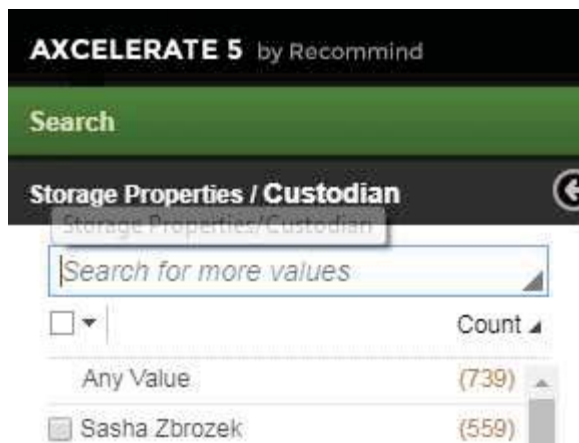 AXCELERATE 5 by Recommind
Search
Storage Properties / Custodian
Storage Properties/Custodian
Search for more values
Count
Any Value (739)
Sasha Zbrozek (559)